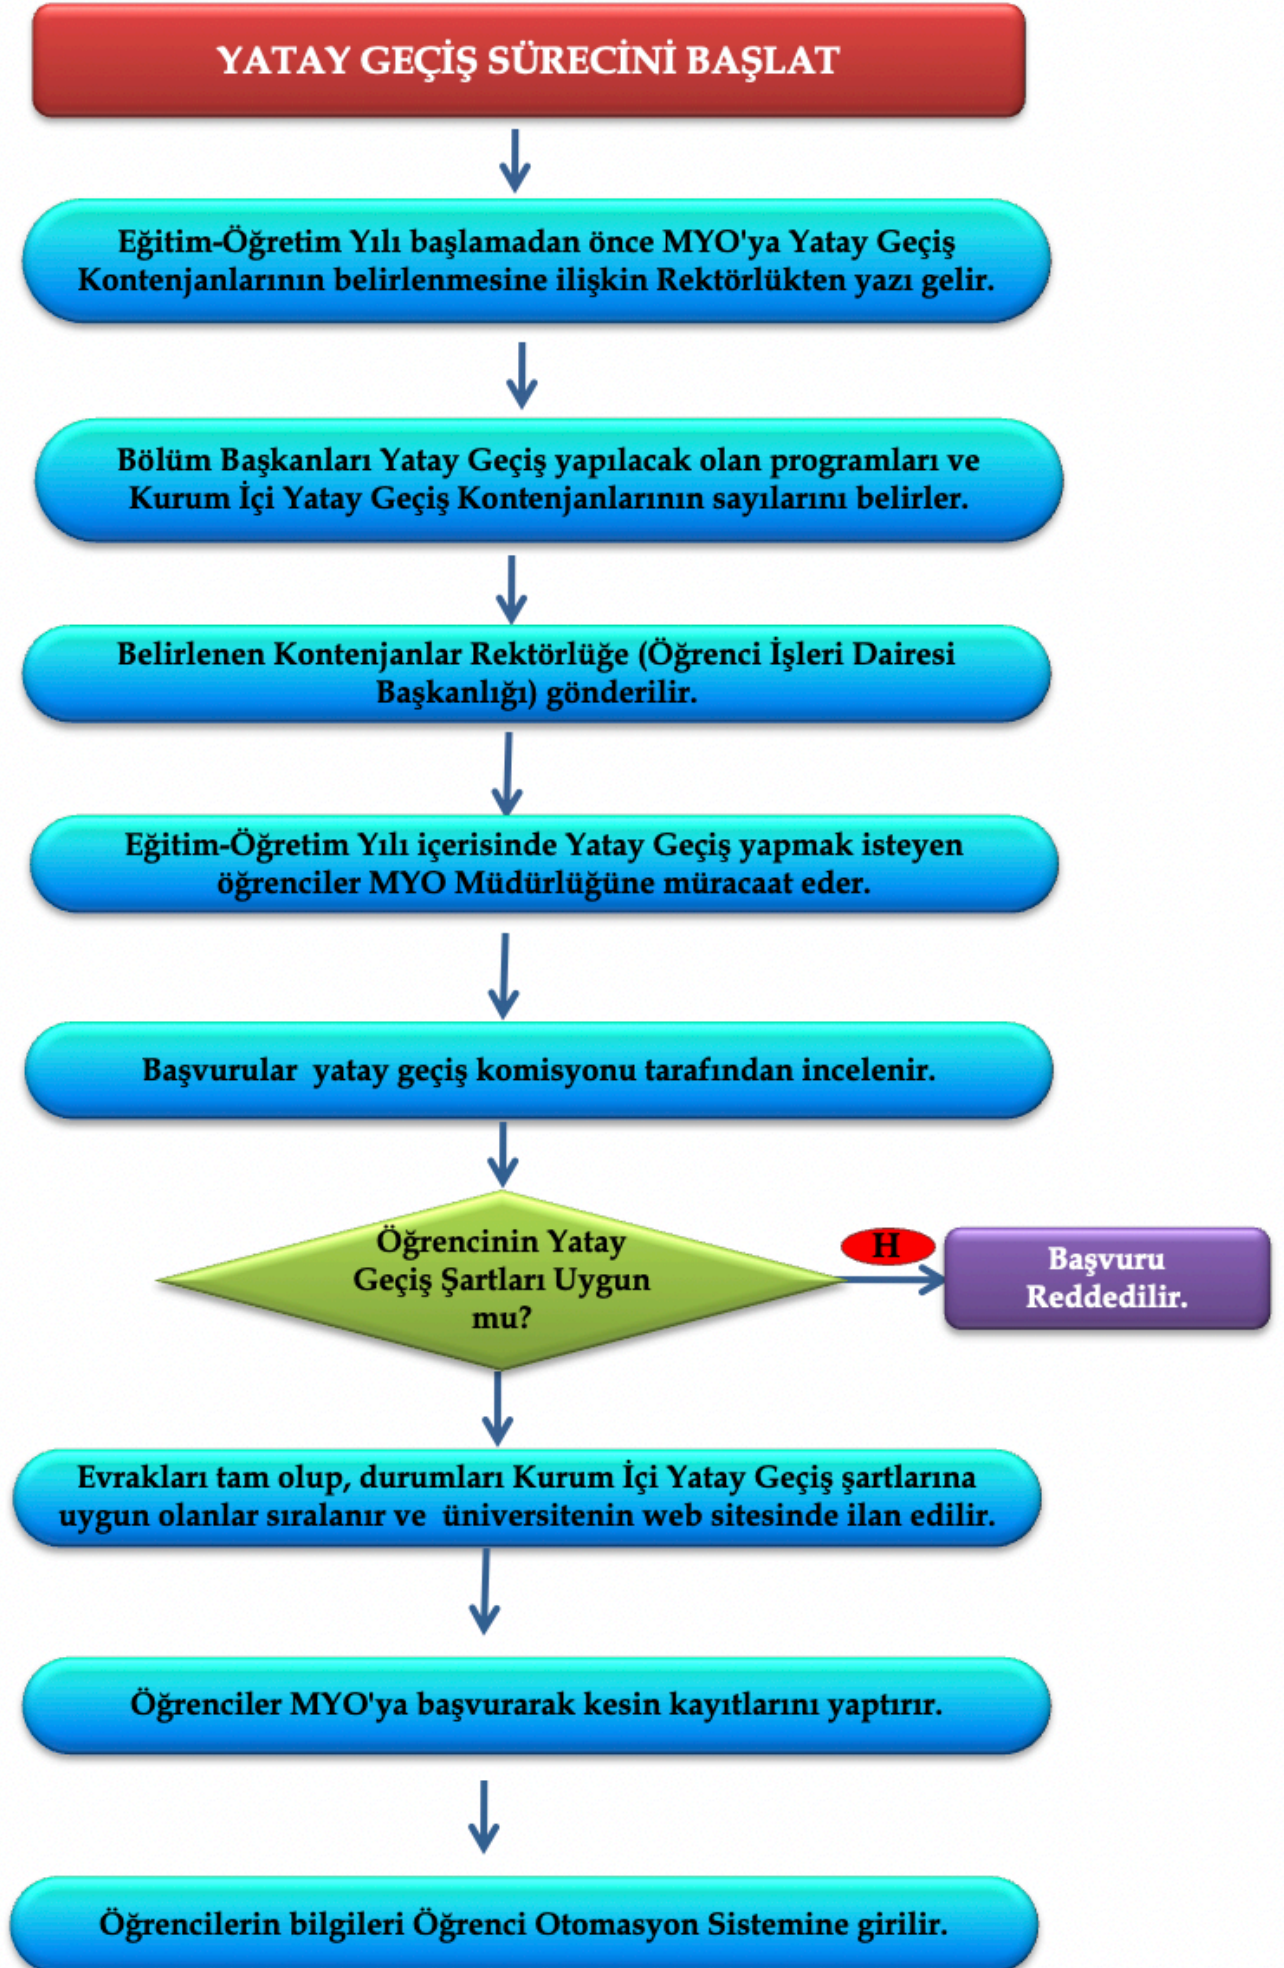 YATAY GEÇİŞ SÜRECİNİ BAŞLAT
Eğitim-Öğretim Yılı başlamadan önce MYO'ya Yatay Geçiş
Kontenjanlarının belirlenmesine ilişkin Rektörlükten yazı gelir.
Bölüm Başkanları Yatay Geçiş yapılacak olan programları ve
Kurum İçi Yatay Geçiş Kontenjanlarının sayılarını belirler.
Belirlenen Kontenjanlar Rektörlüğe (Öğrenci İşleri Dairesi
Başkanlığı) gönderilir.
Eğitim-Öğretim Yılı içerisinde Yatay Geçiş yapmak isteyen
öğrenciler MYO Müdürlüğüne müracaat eder.
Başvurular yatay geçiş komisyonu tarafından incelenir.
Öğrencinin Yatay
Geçiş Şartları Uygun
mu?
H
Başvuru
Reddedilir.
Evrakları tam olup, durumları Kurum İçi Yatay Geçiş şartlarına
uygun olanlar sıralanır ve üniversitenin web sitesinde ilan edilir.
Öğrenciler MYO'ya başvurarak kesin kayıtlarını yaptırır.
Öğrencilerin bilgileri Öğrenci Otomasyon Sistemine girilir.